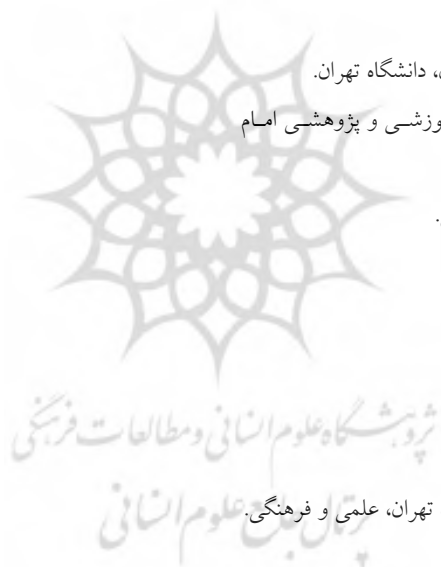 ، دانشگاه تهران.
وزشی و پژوهشی امام
.
پژوهشگاه علوم انسانی و مطالعات فرهنگی
تهران، علمی و فرهنگی.
پرتال جامع علوم انسانی